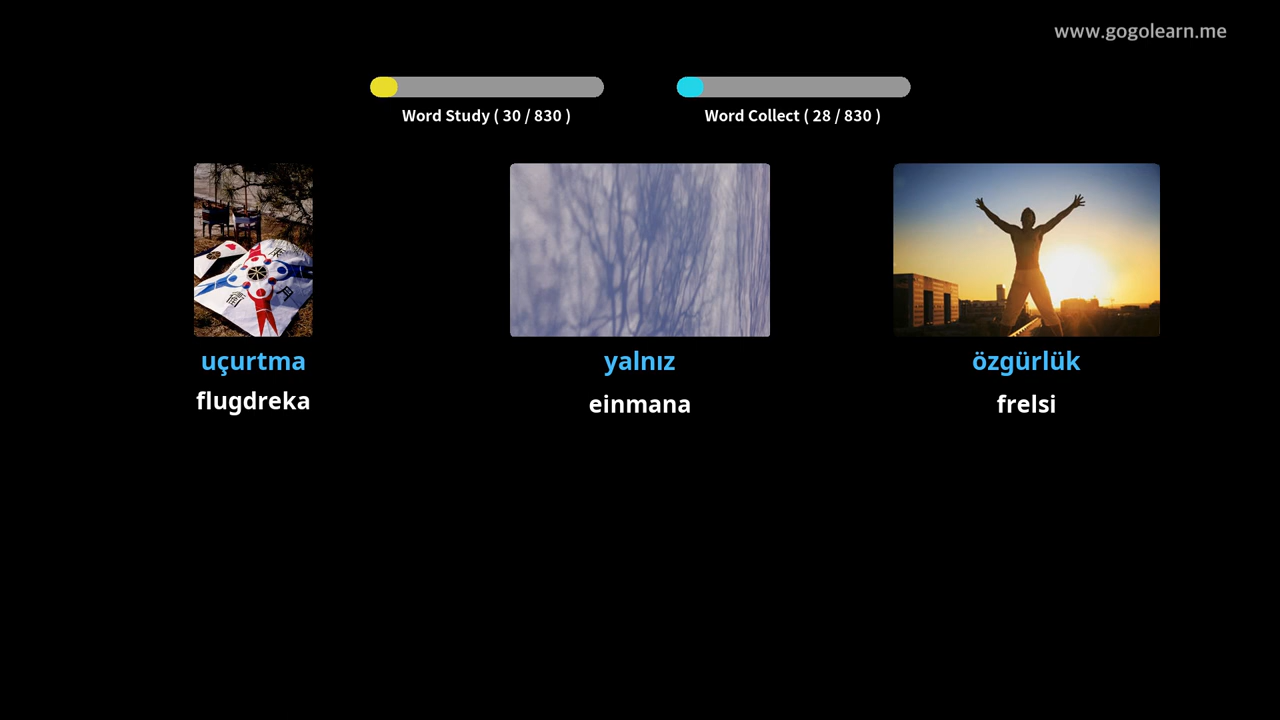 www.gogolearn.me
Word Study ( 30 / 830 )
Word Collect ( 28 / 830 )
uçurtma
flugdreka
yalnız
einmana
özgürlük
frelsi